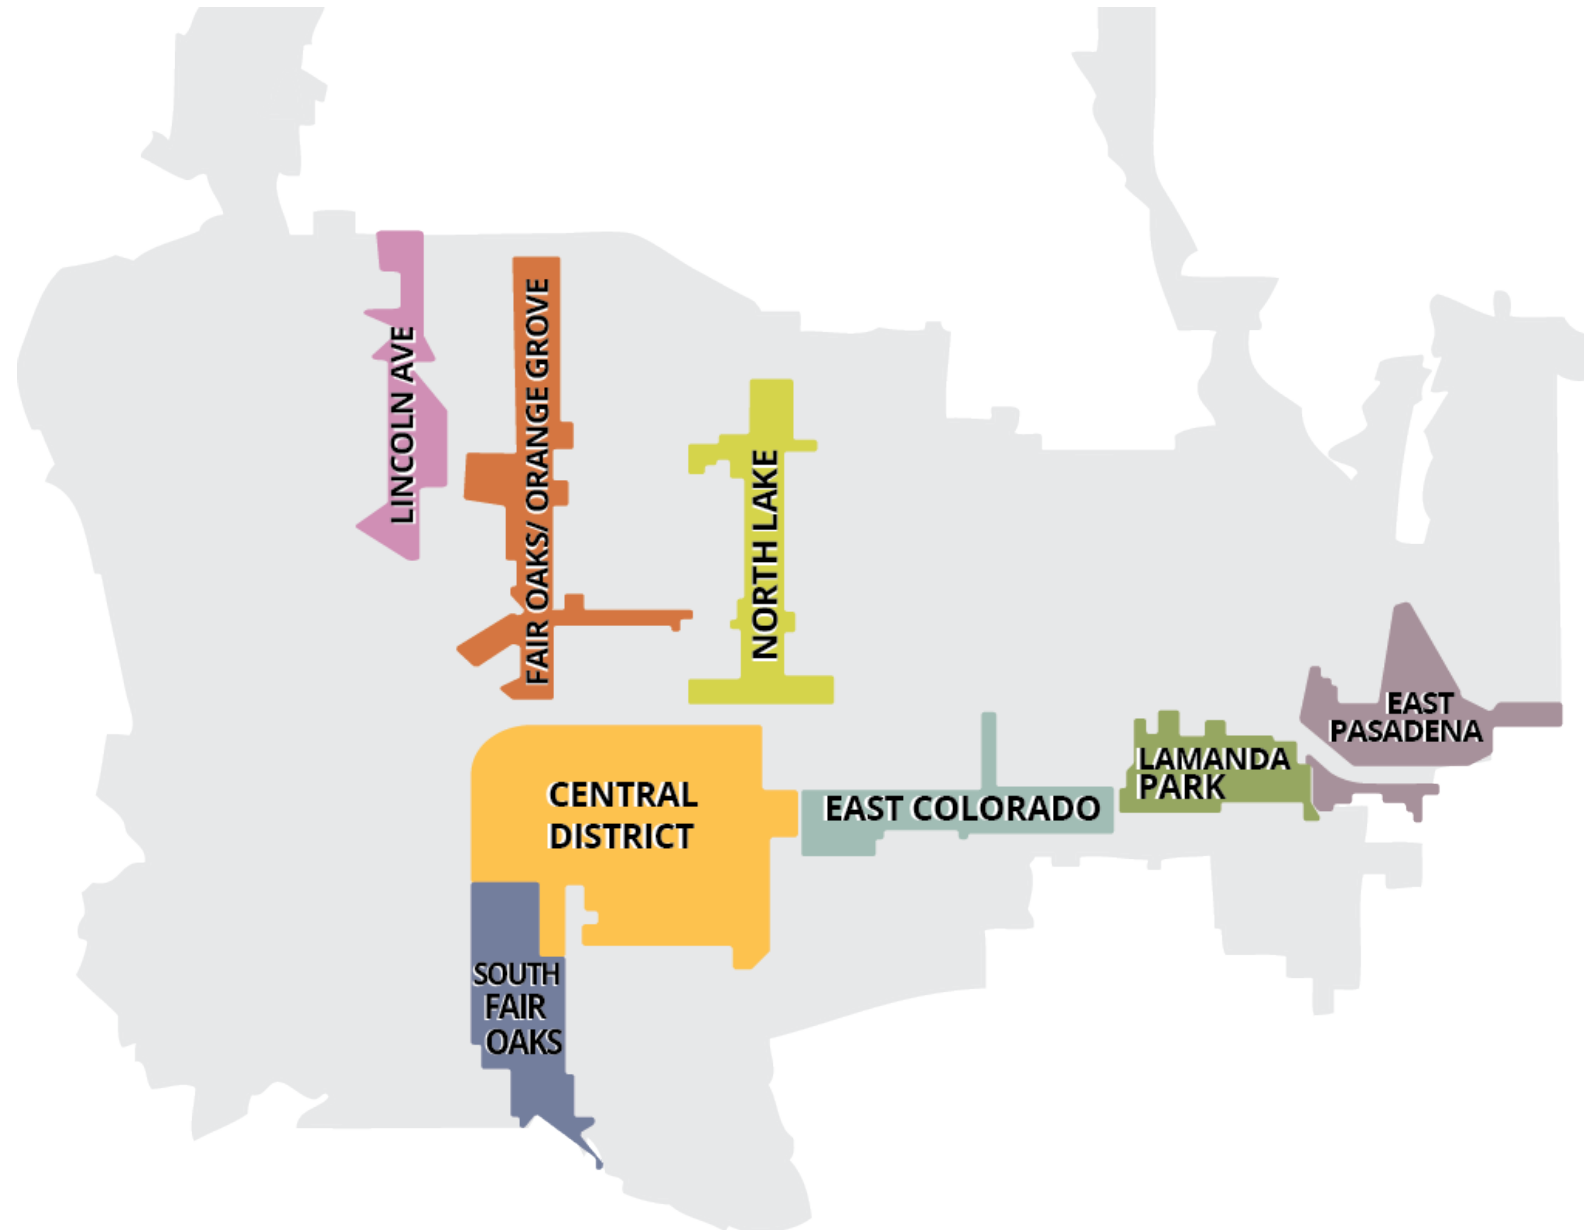 LINCOLN AVE
FAIR OAKS/ ORANGE GROVE
NORTH LAKE
EAST
PASADENA
LAMANDA
PARK
CENTRAL
DISTRICT
EAST COLORADO
SOUTH
FAIR
OAKS